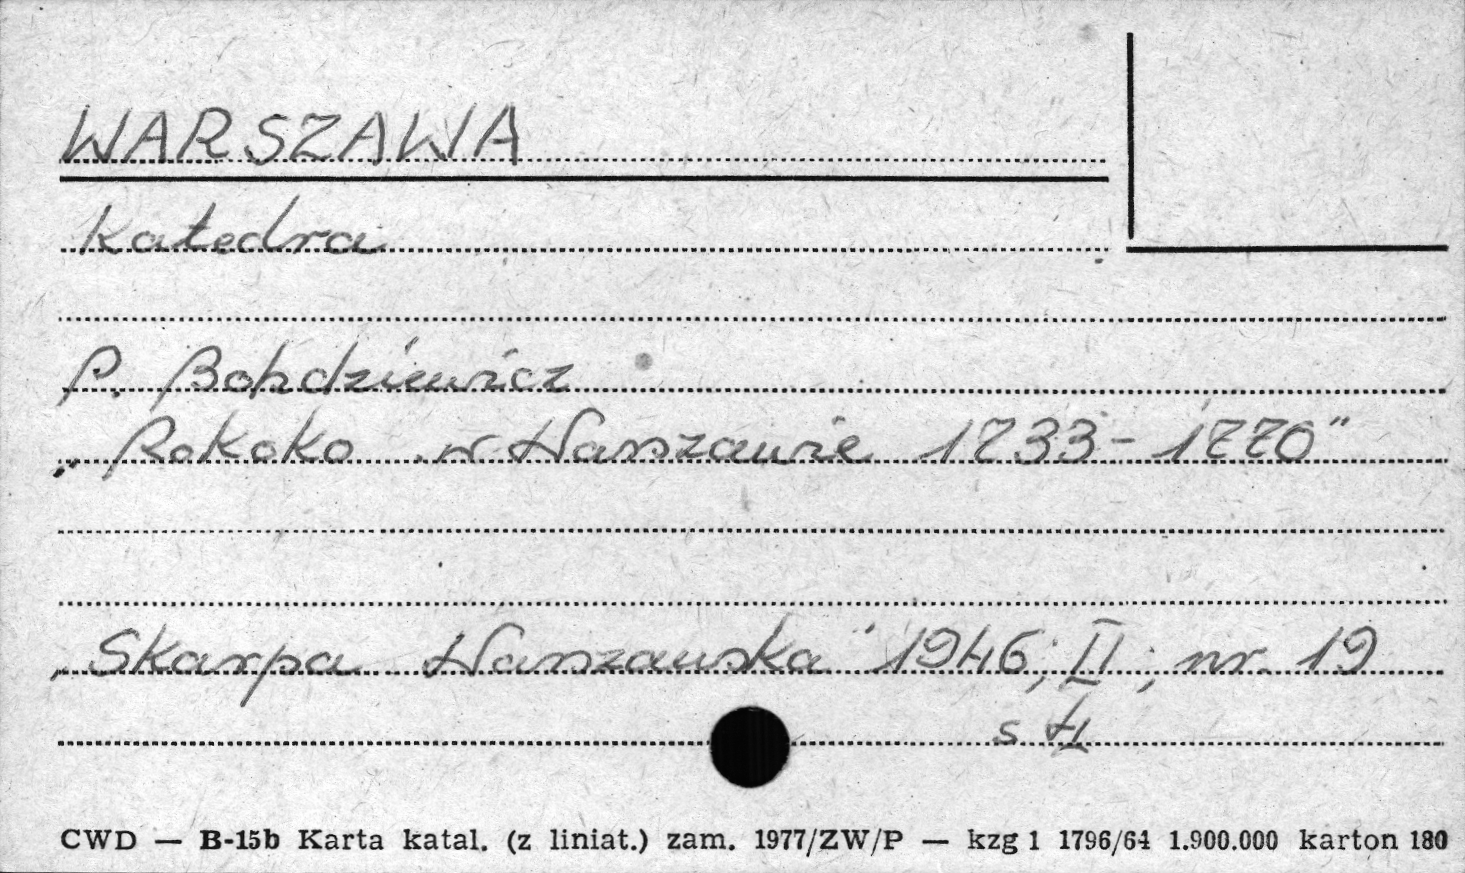 WARSZAWA
Katedra
P. Bohdziewicz
„Rokoko w Warszawie 1733-1770"
„Skarpa Warszawska" 1946; II; nr. 19
s 4
CWD — B-15b Karta katal. (z liniat.) zam. 1977/ZW/P — kzg 1 1796/64 1.900.000 karton 180